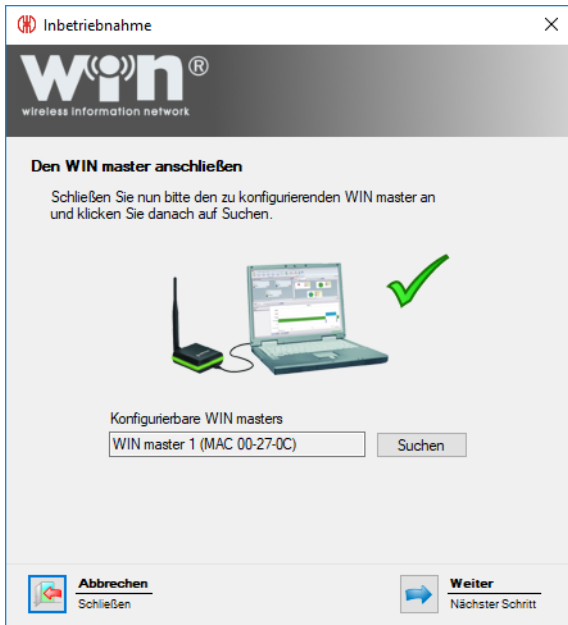 Inbetriebnahme
WIN®
wireless information network
Den WIN master anschließen
Schließen Sie nun bitte den zu konfigurierenden WIN master an
und klicken Sie danach auf Suchen.
Konfigurierbare WIN masters
WIN master 1 (MAC 00-27-0C)
Suchen
Abbrechen
Schließen
Weiter
Nächster Schritt